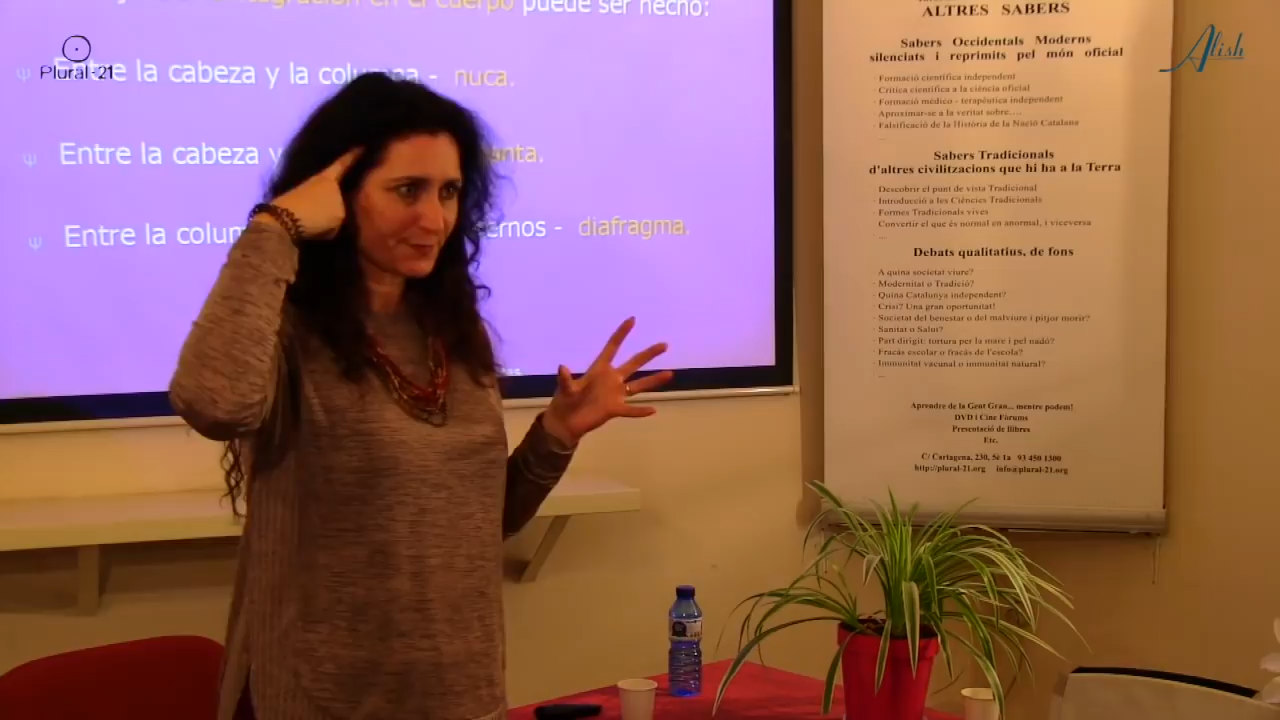 en el cuerpo puede ser hecho:
Plural-21
Entre la cabeza y la columna - nuca.
Entre la cabeza y
Entre la
diafragma.
Alish
ALTRES SABERS
Sabers Occidentals Moderns
silenciats i reprimits pel món oficial
· Formació científica independent
· Crítica científica a la ciència oficial
· Formació médico - terapèutica independent
· Aproximar-se a la veritat sobre....
· Falsificació de la Història de la Nació Catalana
...
Sabers Tradicionals
d'altres civilitzacions que hi ha a la Terra
· Descobrir el punt de vista Tradicional
· Introducció a les Ciències Tradicionals
· Formes Tradicionals vives
· Convertir el que és normal en anormal, i viceversa
...
Debats qualitatius, de fons
· A quina societat viure?
· Modernitat o Tradició?
· Quina Catalunya independent?
· Crisi? Una gran oportunitat!
· Societat del benestar o del malviure i pitjor morir?
· Sanitat o Salut?
· Part dirigit: tortura per la mare i pel nadó?
· Fracàs escolar o fracàs de l'escola?
· Immunitat vacunal o immunitat natural?
...
Aprendre de la Gent Gran... mentre podem!
DVD i Cine Fòrums
Presentació de llibres
Etc.
C/ Cartagena, 230, 5è 1a 93 450 1300
http://plural-21.org info@plural-21.org